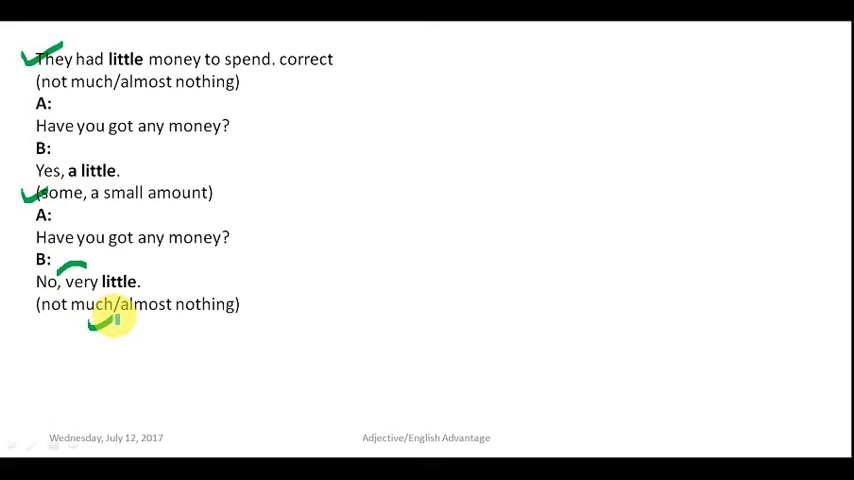 They had little money to spend. correct
(not much/almost nothing)
A:
Have you got any money?
B:
Yes, a little.
(some, a small amount)
A:
Have you got any money?
B:
No, very little.
(not much/almost nothing)
Wednesday, July 12, 2017
Adjective/English Advantage